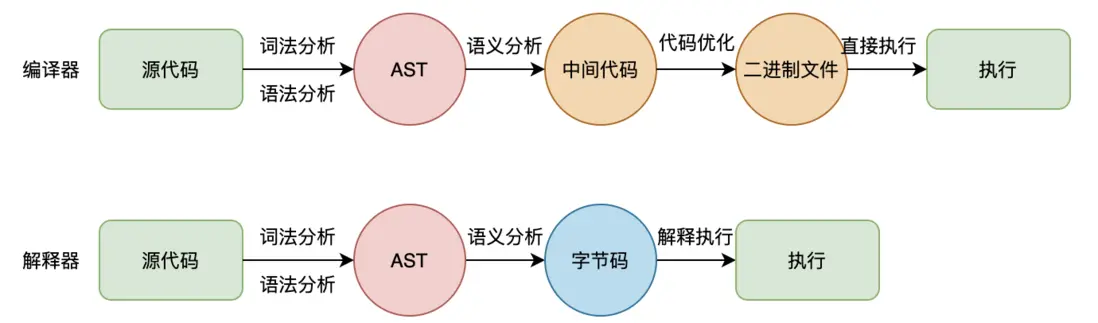 编译器
源代码
词法分析
语法分析
AST
语义分析
中间代码
代码优化
二进制文件
直接执行
执行
解释器
源代码
词法分析
语法分析
AST
语义分析
字节码
解释执行
执行